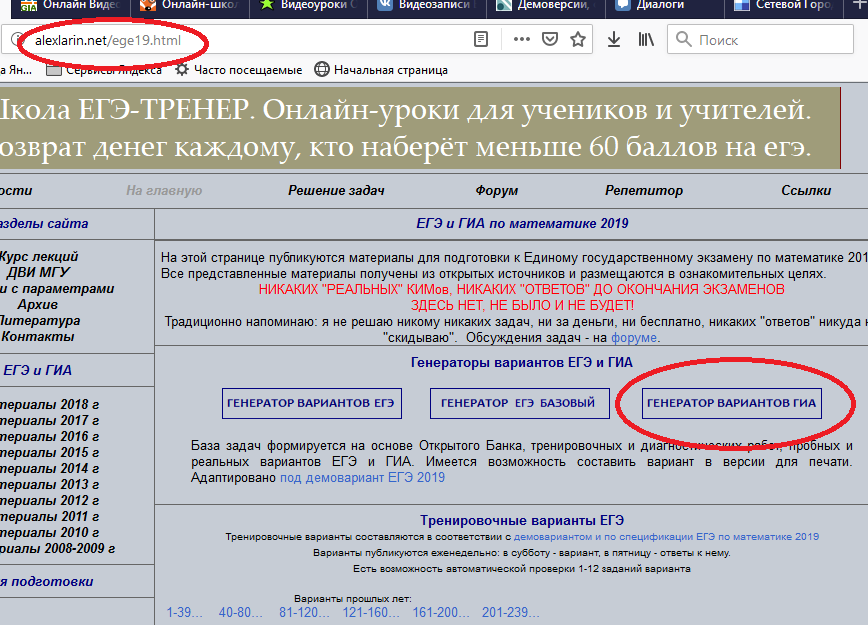 Онлайн Видео
Онлайн-школ
Видеоуроки
Видеозаписи
Демоверсии,
Диалоги
Сетевой Горо
alexlarin.net/ege19.html
Поиск
а Ян...
Сервисы Яндекса
Часто посещаемые
Начальная страница
Школа ЕГЭ-ТРЕНЕР. Онлайн-уроки для учеников и учителей.
озврат денег каждому, кто наберёт меньше 60 баллов на егэ.
ости На главную Решение задач Форум Репетитор Ссылки
азделы сайта
ЕГЭ и ГИА по математике 2019
Курс лекций
ДВИ МГУ
и с параметрами
Архив
Литература
Контакты
На этой странице публикуются материалы для подготовки к Единому государственному экзамену по математике 201
Все представленные материалы получены из открытых источников и размещаются в ознакомительных целях.
НИКАКИХ "РЕАЛЬНЫХ" КИМов, НИКАКИХ "ОТВЕТОВ" ДО ОКОНЧАНИЯ ЭКЗАМЕНОВ
ЗДЕСЬ НЕТ, НЕ БЫЛО И НЕ БУДЕТ!
Традиционно напоминаю: я не решаю никому никаких задач, ни за деньги, ни бесплатно, никаких "ответов" никуда н
"скидываю". Обсуждения задач - на форуме.
ЕГЭ и ГИА
Генераторы вариантов ЕГЭ и ГИА
ГЕНЕРАТОР ВАРИАНТОВ ЕГЭ
ГЕНЕРАТОР ЕГЭ БАЗОВЫЙ
ГЕНЕРАТОР ВАРИАНТОВ ГИА
База задач формируется на основе Открытого Банка, тренировочных и диагностических работ, пробных и
реальных вариантов ЕГЭ и ГИА. Имеется возможность составить вариант в версии для печати.
Адаптировано под демовариант ЕГЭ 2019
териалы 2018 г
териалы 2017 г
териалы 2016 г
териалы 2015 г
териалы 2014 г
териалы 2013 г
териалы 2012 г
териалы 2011 г
териалы 2010 г
риалы 2008-2009 г
я подготовки
Тренировочные варианты ЕГЭ
Тренировочные варианты составляются в соответствии с демовариантом и по спецификации ЕГЭ по математике 2019
Варианты публикуются еженедельно: в субботу - вариант, в пятницу - ответы к нему.
Есть возможность автоматической проверки 1-12 заданий варианта
Варианты прошлых лет:
1-39... 40-80... 81-120... 121-160... 161-200... 201-239...